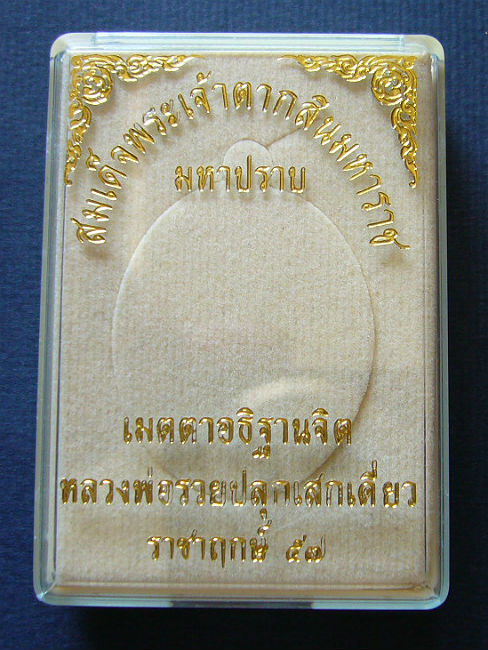 สมเด็จพระเจ้าตากสินมหาราช
มหาปราบ
เมตตาอธิฐานจิต
หลวงพ่อรวยปลุกเสกเดี่ยว
ราชาฤกษ์ ๕๗